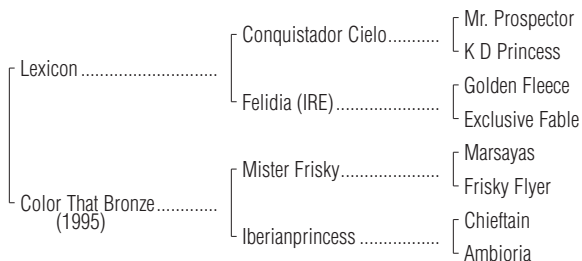 Mr. Prospector
Conquistador Cielo...........
K D Princess
Lexicon .............................
Golden Fleece
Felidia (IRE) ......................
Exclusive Fable
Marsayas
Mister Frisky.....................
Frisky Flyer
Color That Bronze.............
(1995)
Chieftain
Iberianprincess .................
Ambioria